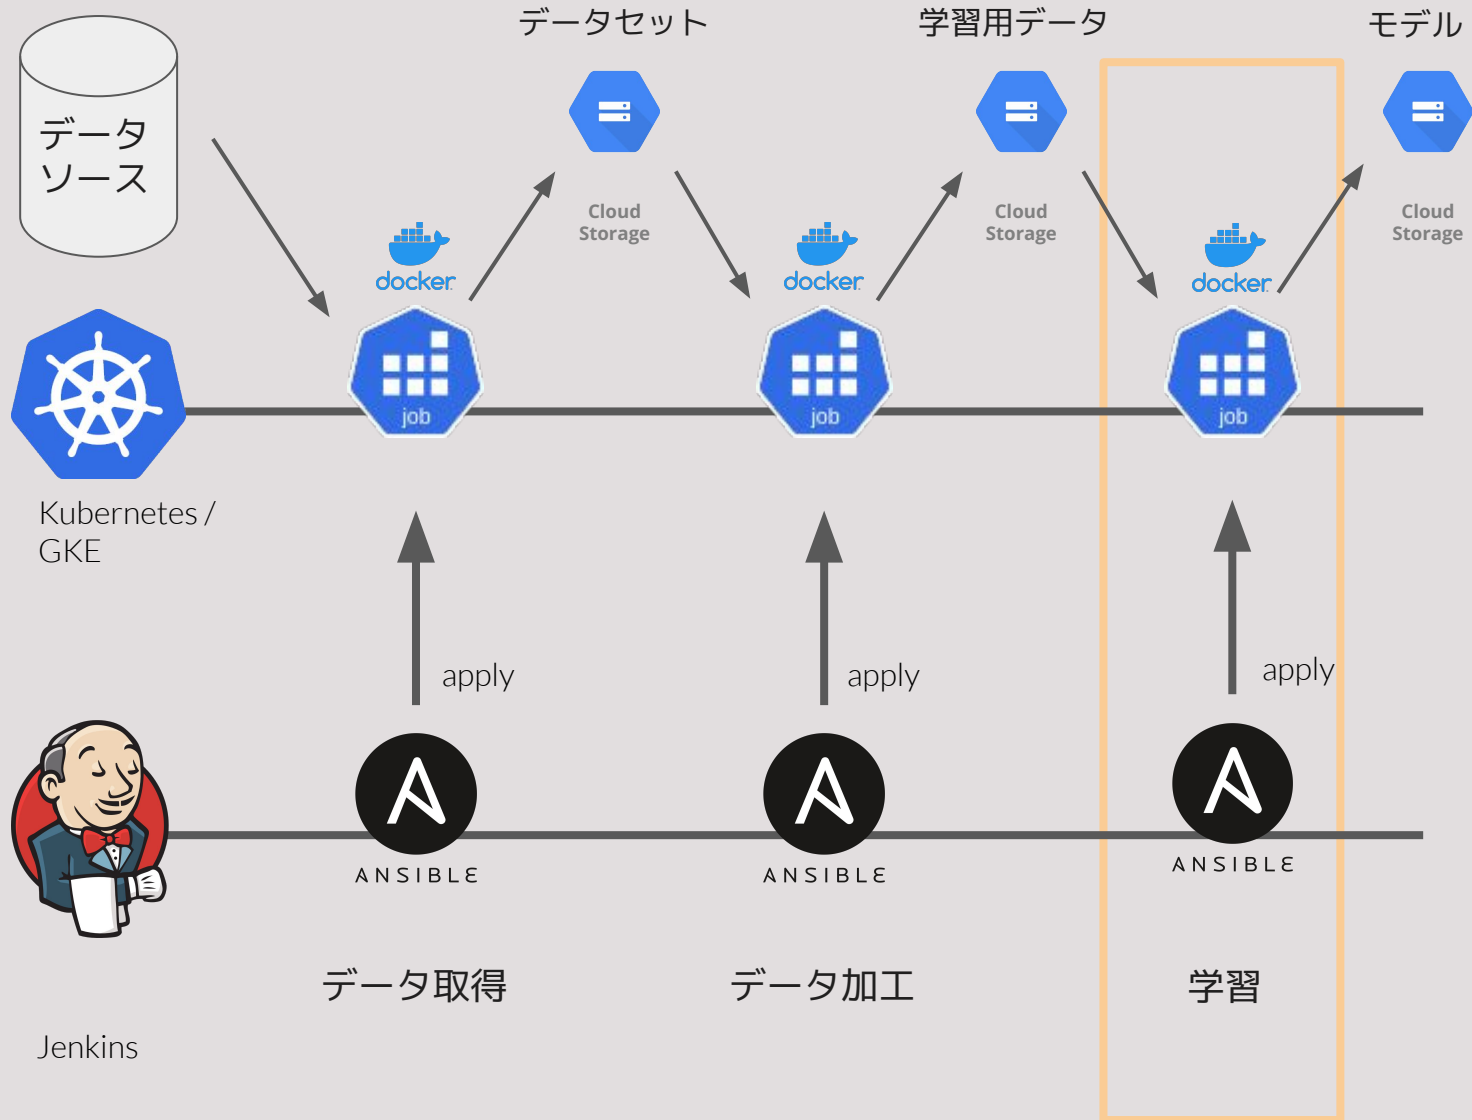 データセット
学習用データ
モデル
データ
ソース
Cloud
Storage
Cloud
Storage
Cloud
Storage
docker
docker
docker
job
job
job
Kubernetes /
GKE
apply
apply
apply
ANSIBLE
ANSIBLE
ANSIBLE
データ取得
データ加工
学習
Jenkins